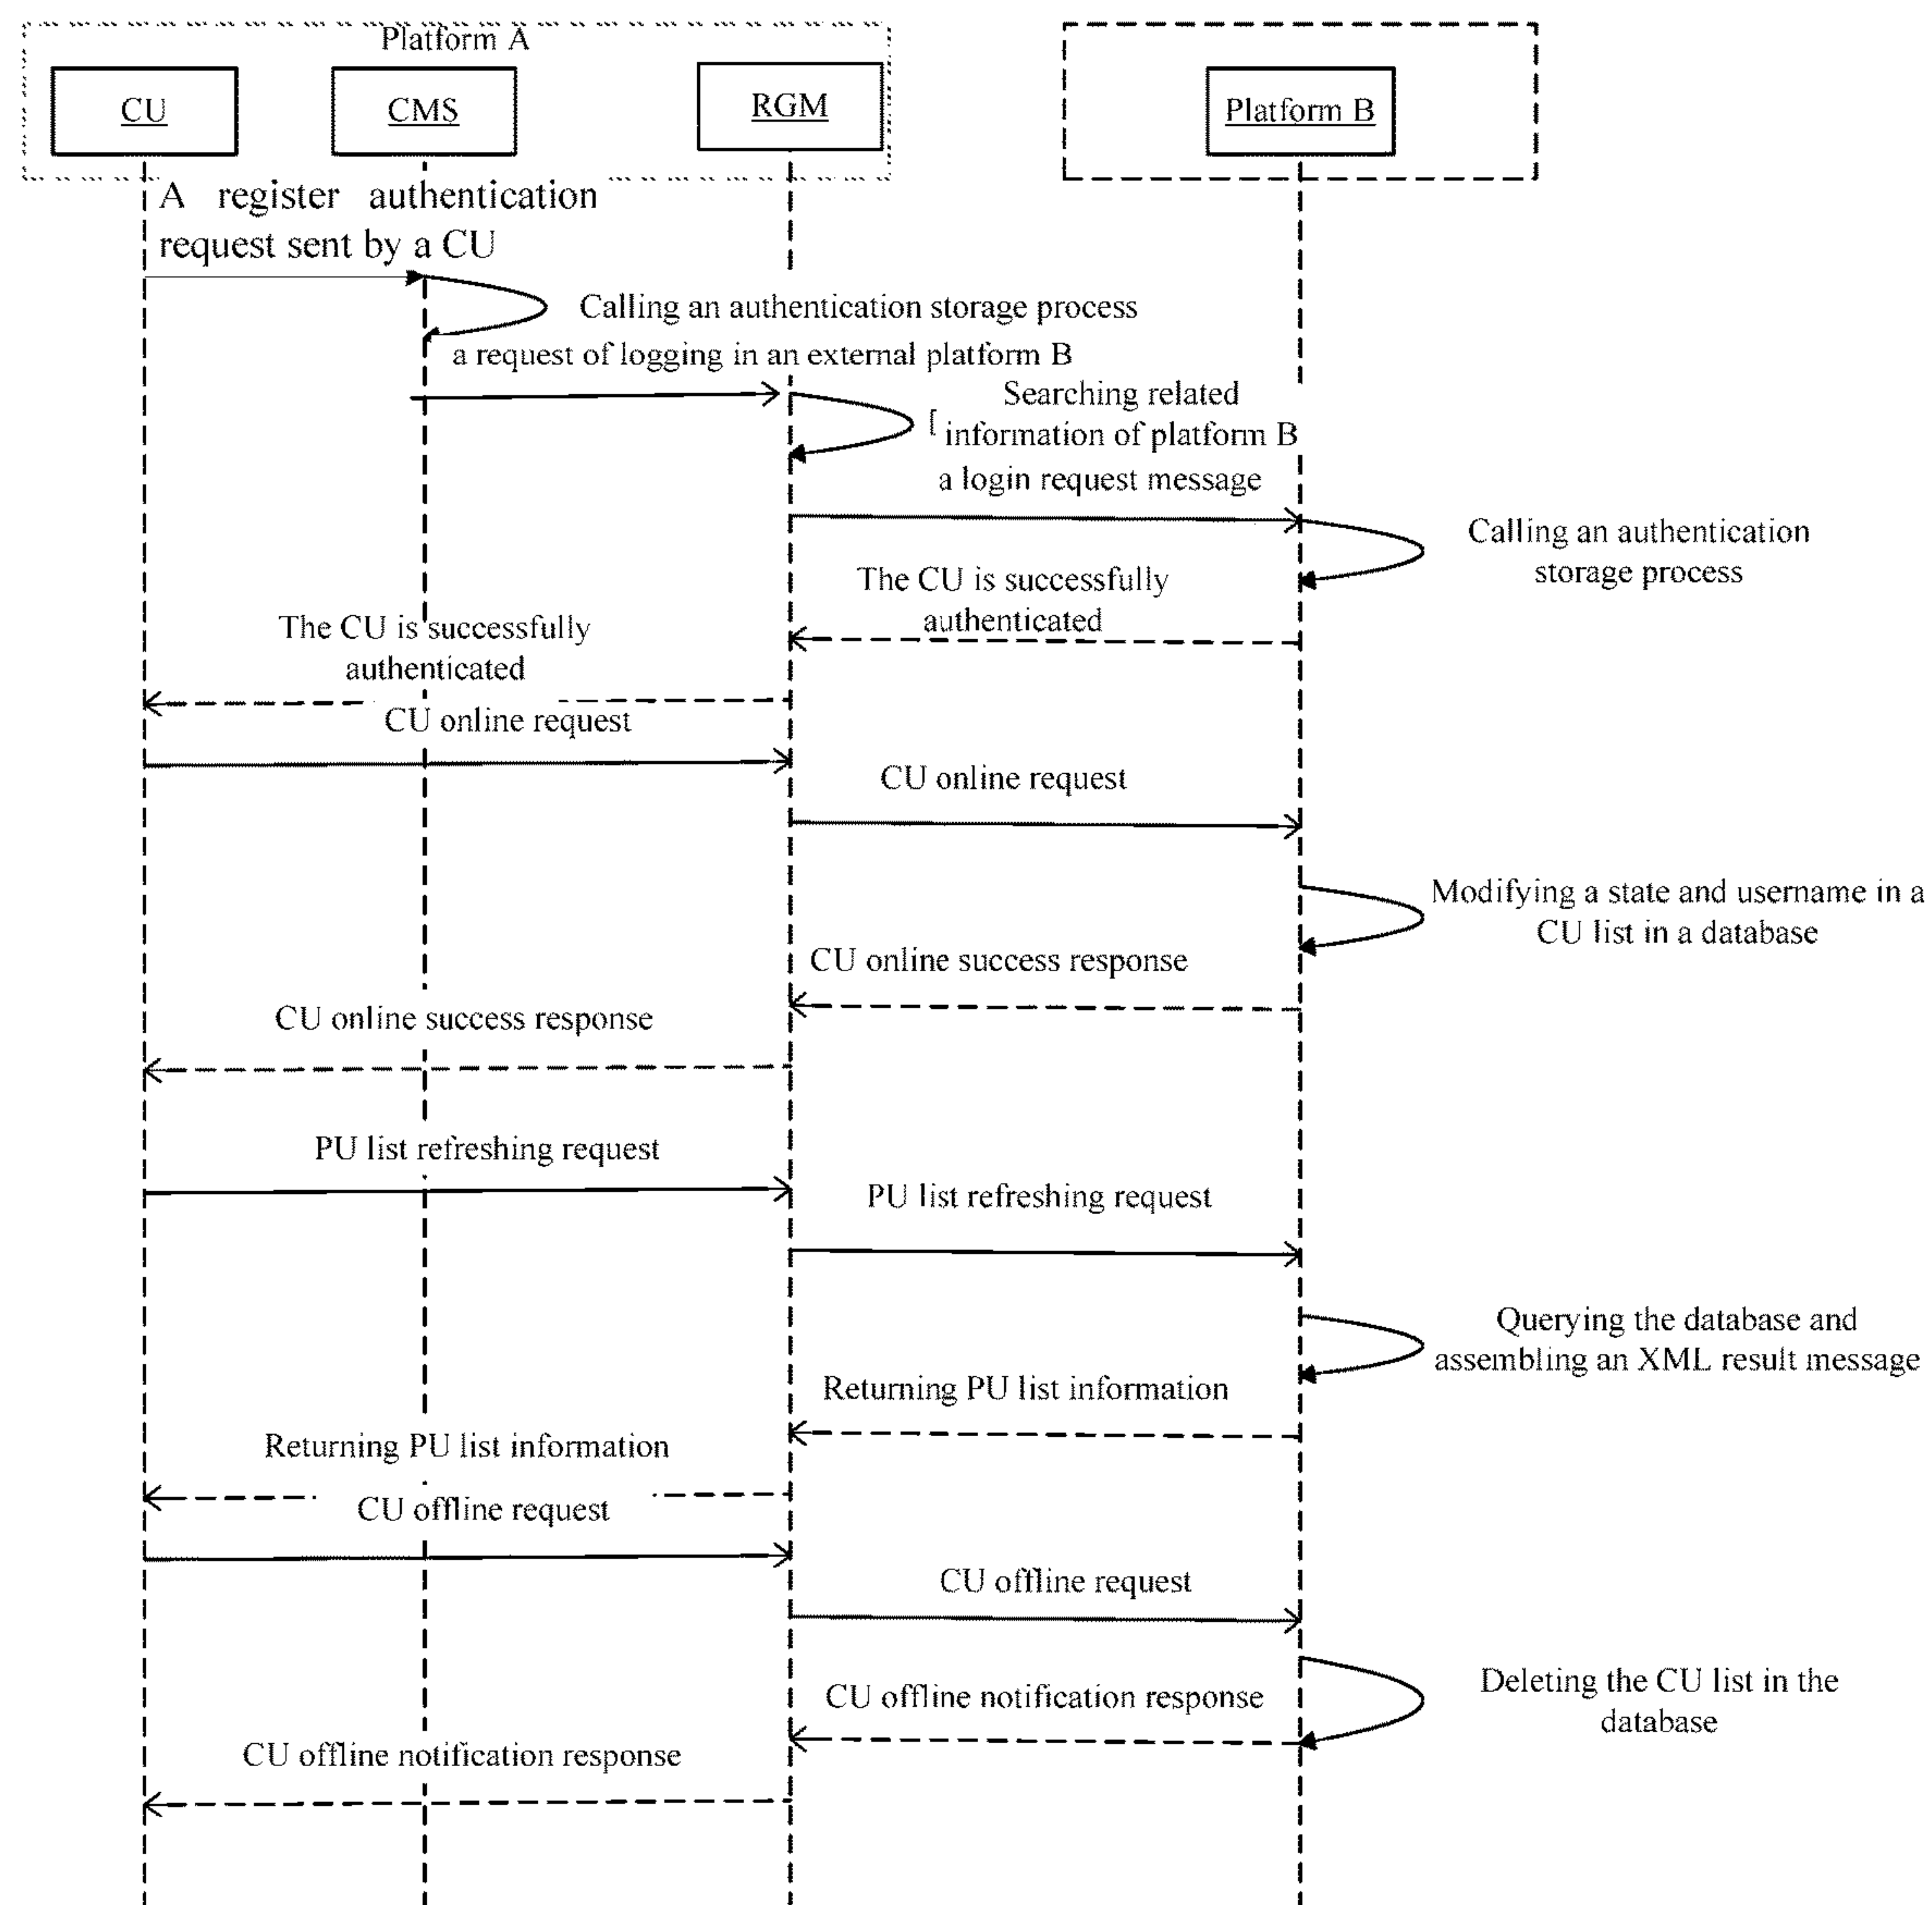 Platform A
CU
CMS
RGM
Platform B
A register authentication
request sent by a CU
Calling an authentication storage process
a request of logging in an external platform B
Searching related
[ information of platform B
a login request message
Calling an authentication
storage process
The CU is successfully
authenticated
The CU is successfully
authenticated
CU online request
CU online request
Modifying a state and username in a
CU list in a database
CU online success response
CU online success response
PU list refreshing request
PU list refreshing request
Querying the database and
assembling an XML result message
Returning PU list information
Returning PU list information
CU offline request
CU offline request
Deleting the CU list in the
database
CU offline notification response
CU offline notification response